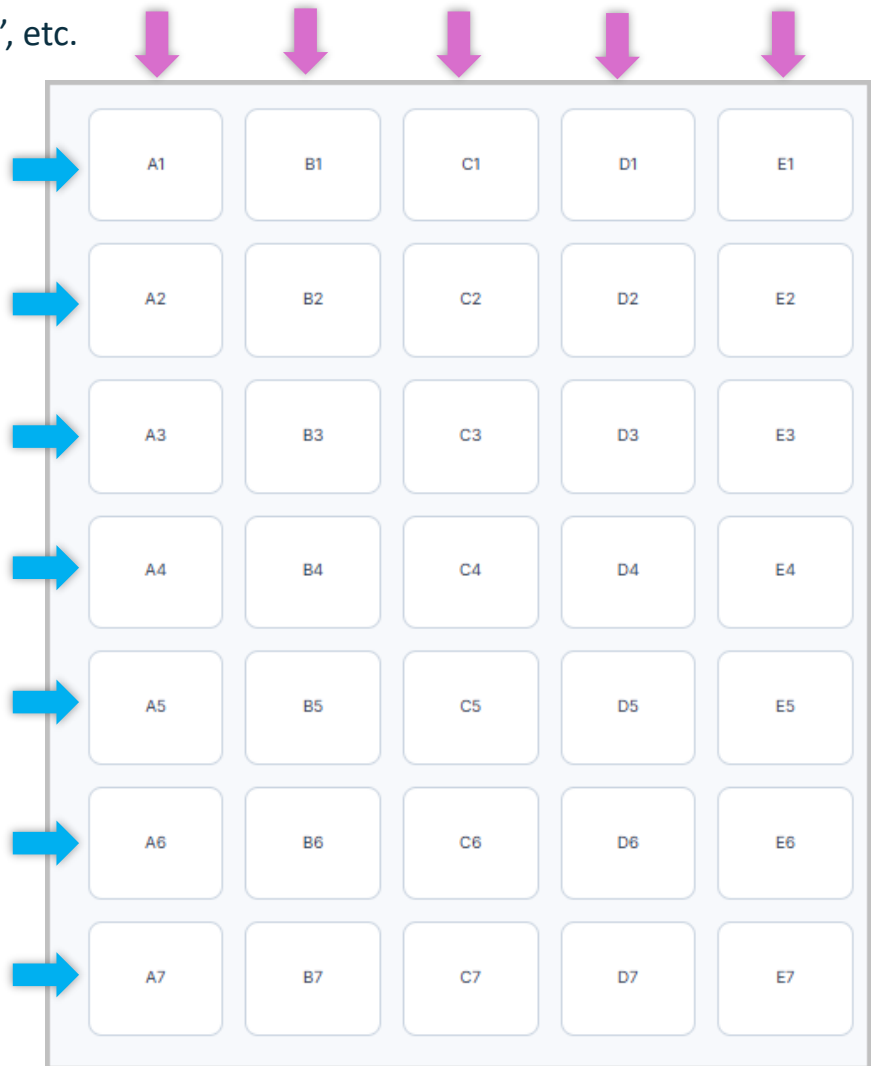 ', etc.
A1 B1 C1 D1 E1
A2 B2 C2 D2 E2
A3 B3 C3 D3 E3
A4 B4 C4 D4 E4
A5 B5 C5 D5 E5
A6 B6 C6 D6 E6
A7 B7 C7 D7 E7